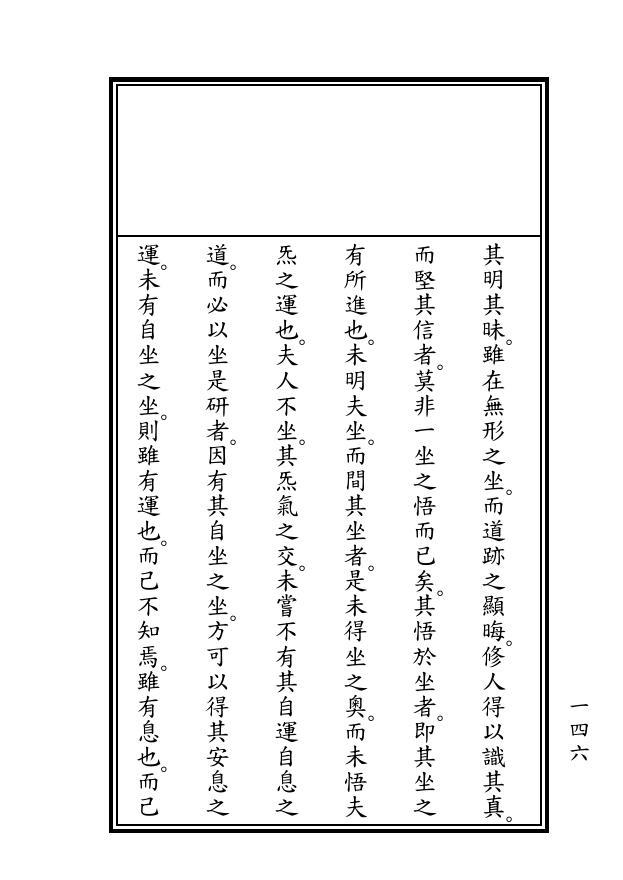 其明其昧。雖在無形之坐。而道跡之顯晦。修人得以識其真。
而堅其信者。莫非一坐之悟而已矣。其悟於坐者。即其坐之
有所進也。未明夫坐。而間其坐者。是未得坐之奧。而未悟夫
炁之運也。夫人不坐。其炁氣之交。未嘗不有其自運自息之
道。而必以坐是研者。因有其自坐之坐。方可以得其安息之
運。未有自坐之坐。則雖有運也。而己不知焉。雖有息也。而己
一四六